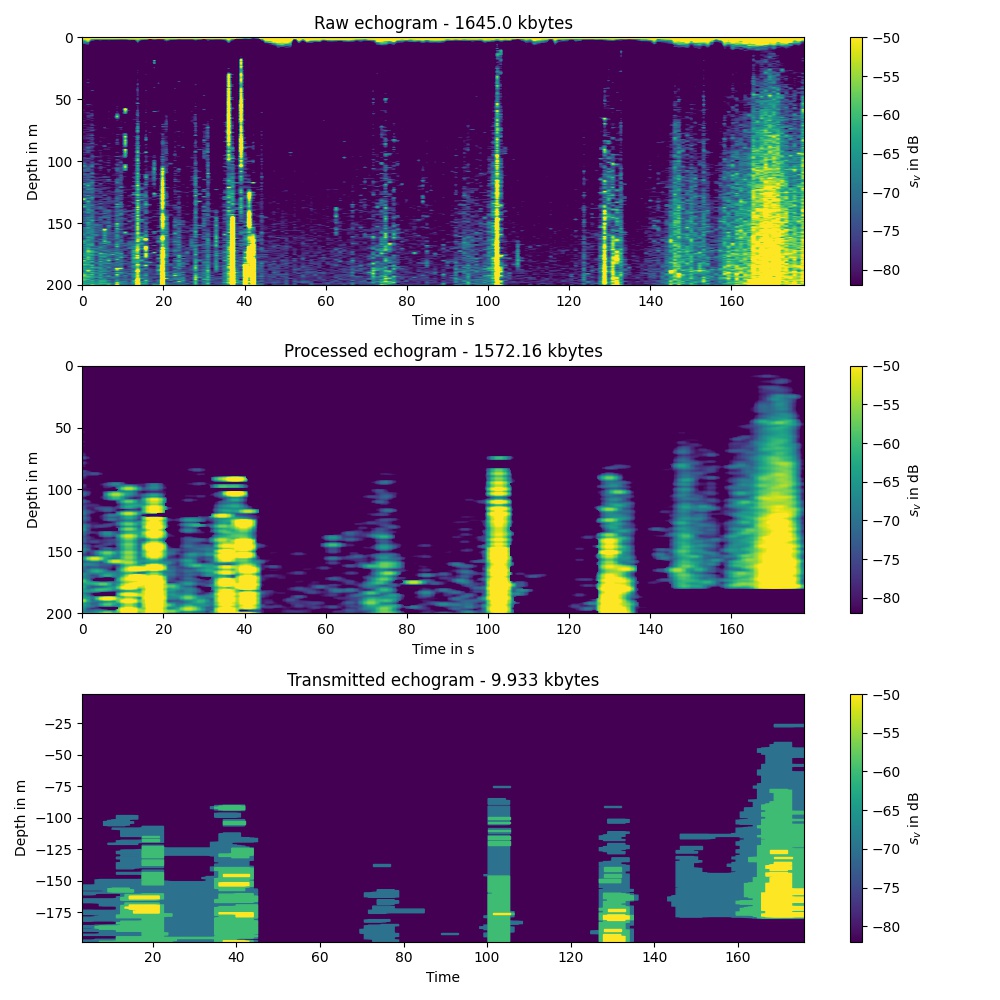 Raw echogram - 1645.0 kbytes
0
50
100
150
200
Depth in m
0 20 40 60 80 100 120 140 160
Time in s
−50
−55
−60
−65
−70
−75
−80
s_v in dB
Processed echogram - 1572.16 kbytes
0
50
100
150
200
Depth in m
0 20 40 60 80 100 120 140 160
Time in s
−50
−55
−60
−65
−70
−75
−80
s_v in dB
Transmitted echogram - 9.933 kbytes
−25
−50
−75
−100
−125
−150
−175
Depth in m
20 40 60 80 100 120 140 160
Time
−50
−55
−60
−65
−70
−75
−80
s_v in dB